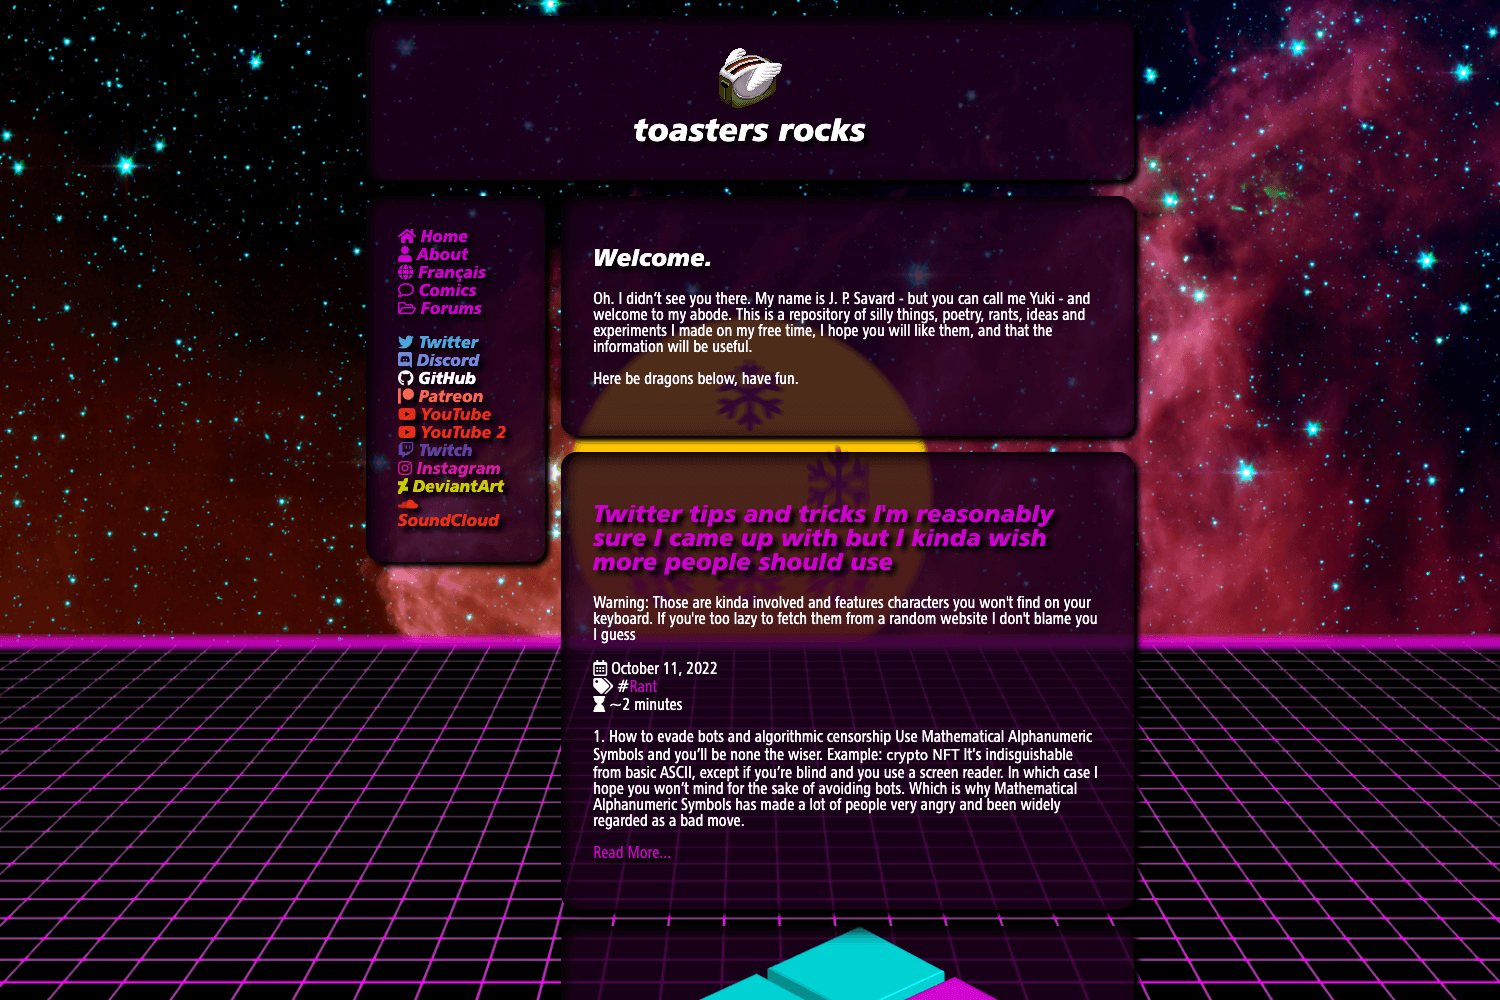 toasters rocks
Home
About
Français
Comics
Forums
Twitter
Discord
GitHub
Patreon
YouTube
YouTube 2
Twitch
Instagram
DeviantArt
SoundCloud
Welcome.
Oh. I didn’t see you there. My name is J. P. Savard - but you can call me Yuki - and
welcome to my abode. This is a repository of silly things, poetry, rants, ideas and
experiments I made on my free time, I hope you will like them, and that the
information will be useful.
Here be dragons below, have fun.
Twitter tips and tricks I'm reasonably
sure I came up with but I kinda wish
more people should use
Warning: Those are kinda involved and features characters you won't find on your
keyboard. If you're too lazy to fetch them from a random website I don't blame you
I guess
October 11, 2022
#Rant
~2 minutes
1. How to evade bots and algorithmic censorship Use Mathematical Alphanumeric
Symbols and you’ll be none the wiser. Example: crypto NFT It’s indisguishable
from basic ASCII, except if you’re blind and you use a screen reader. In which case I
hope you won’t mind for the sake of avoiding bots. Which is why Mathematical
Alphanumeric Symbols has made a lot of people very angry and been widely
regarded as a bad move.
Read More...